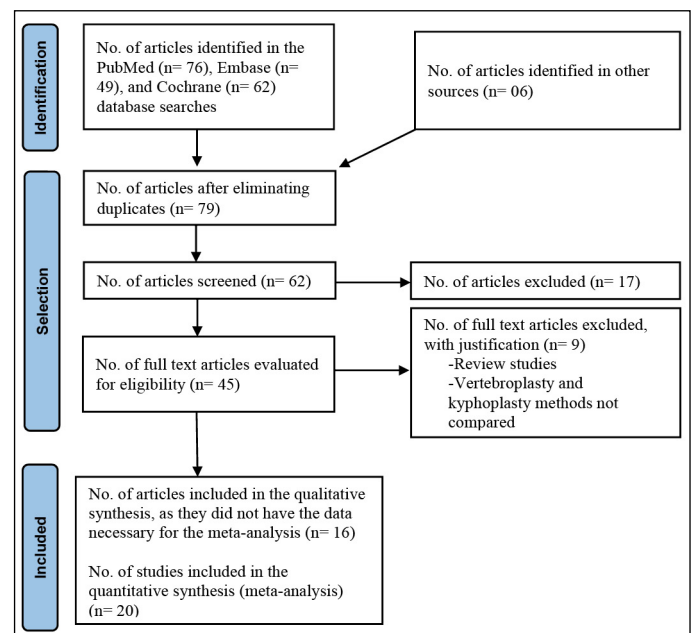 Identification
No. of articles identified in the
PubMed (n= 76), Embase (n=
49), and Cochrane (n= 62)
database searches
No. of articles identified in other
sources (n= 06)
Selection
No. of articles after eliminating
duplicates (n= 79)
No. of articles screened (n= 62)
No. of articles excluded (n= 17)
No. of full text articles evaluated
for eligibility (n= 45)
No. of full text articles excluded,
with justification (n= 9)
-Review studies
-Vertebroplasty and
kyphoplasty methods not
compared
Included
No. of articles included in the qualitative
synthesis, as they did not have the data
necessary for the meta-analysis (n= 16)
No. of studies included in the
quantitative synthesis (meta-analysis)
(n= 20)